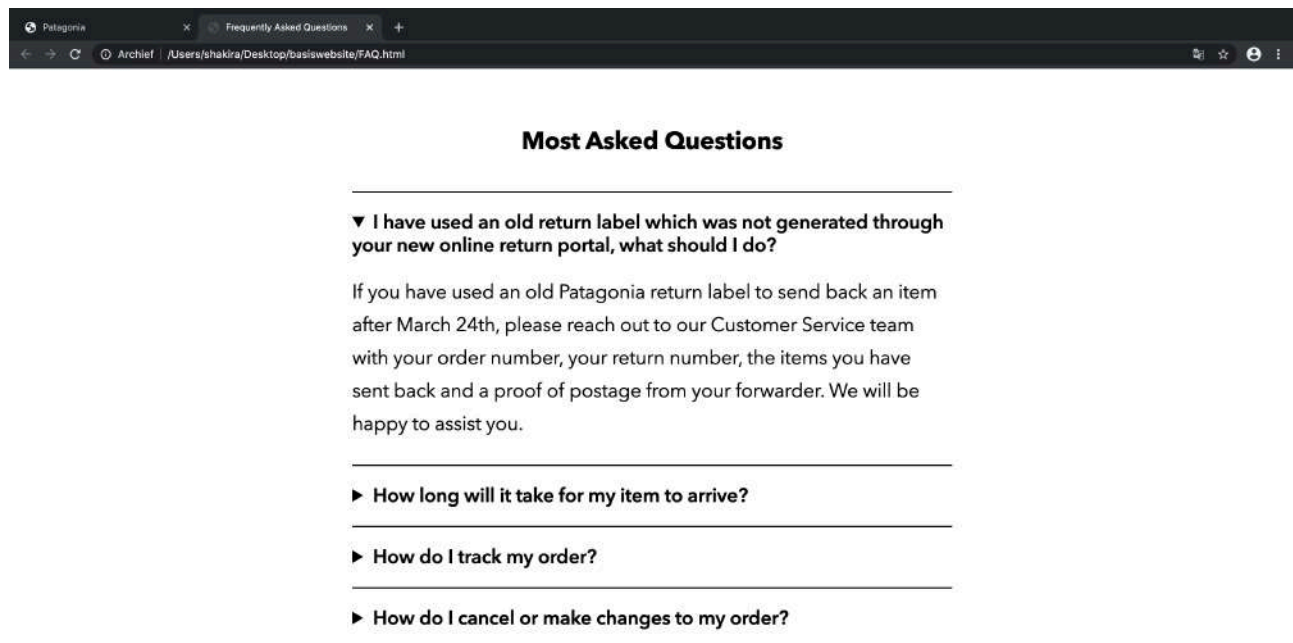 Patagonia
Frequently Asked Questions
Archief /Users/shakira/Desktop/basiswebsite/FAQ.html
Most Asked Questions
I have used an old return label which was not generated through
your new online return portal, what should I do?
If you have used an old Patagonia return label to send back an item
after March 24th, please reach out to our Customer Service team
with your order number, your return number, the items you have
sent back and a proof of postage from your forwarder. We will be
happy to assist you.
How long will it take for my item to arrive?
How do I track my order?
How do I cancel or make changes to my order?